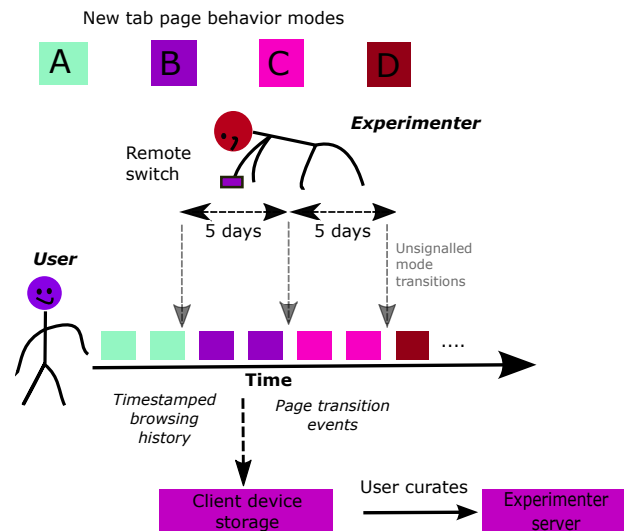 New tab page behavior modes
A B C D
Experimenter
Remote
switch
5 days 5 days
User
Unsignalled
mode
transitions
....
Time
Timestamped
browsing
history
Page transition
events
Client device
storage
User curates
Experimenter
server